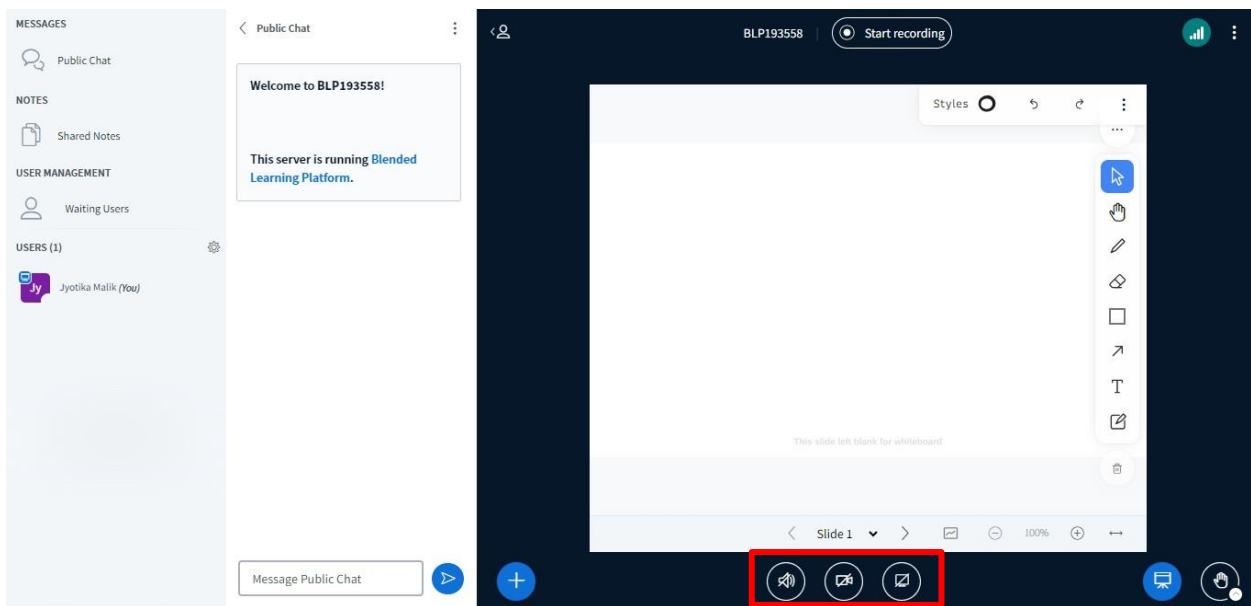 MESSAGES
Public Chat
NOTES
Shared Notes
USER MANAGEMENT
Waiting Users
USERS (1)
Jy
Jyotika Malik (You)
Public Chat
Welcome to BLP193558!
This server is running Blended
Learning Platform.
Message Public Chat
BLP193558
Start recording
Styles
T
This slide left blank for whiteboard
Slide 1
100%